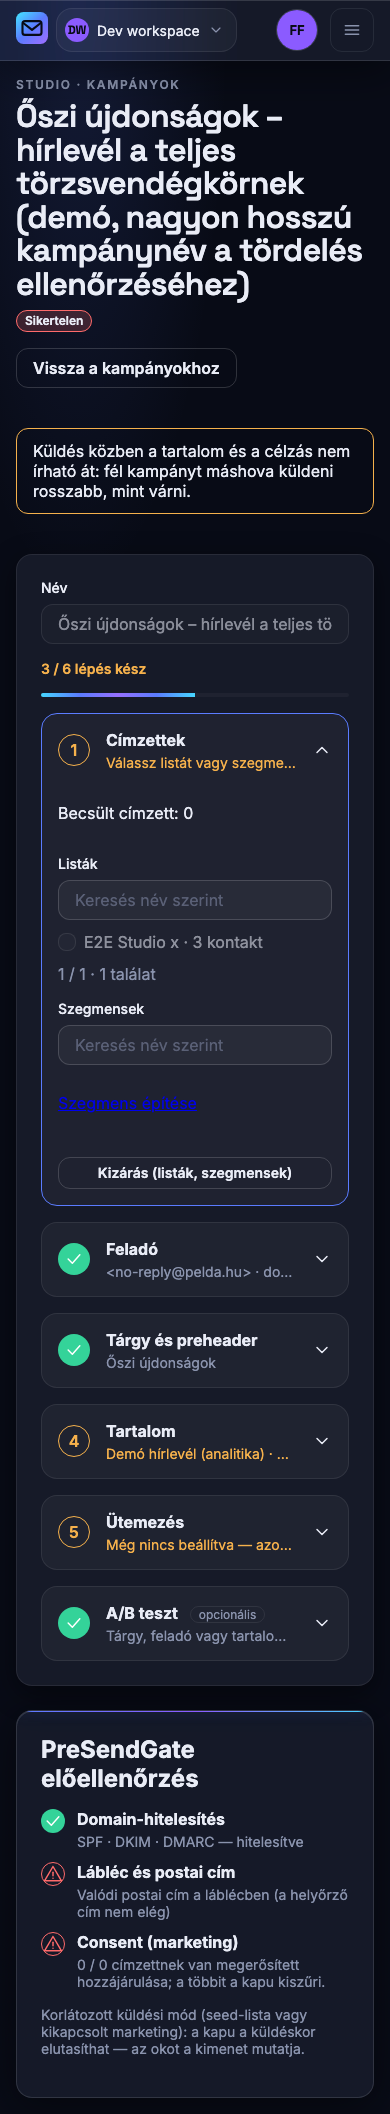 DW Dev workspace
FF
STUDIO · KAMPÁNYOK
Őszi újdonságok –
hírlevél a teljes
törzsvendégkörnek
(demó, nagyon hosszú
kampánynév a tördelés
ellenőrzéséhez)
Sikertelen
Vissza a kampányokhoz
Küldés közben a tartalom és a célzás nem
írható át: fél kampányt máshova küldeni
rosszabb, mint várni.
Név
Őszi újdonságok – hírlevél a teljes tö
3 / 6 lépés kész
1
Címzettek
Válassz listát vagy szegme...
Becsült címzett: 0
Listák
Keresés név szerint
E2E Studio x · 3 kontakt
1 / 1 · 1 találat
Szegmensek
Keresés név szerint
Szegmens építése
Kizárás (listák, szegmensek)
Feladó
<no-reply@pelda.hu> · do...
Tárgy és preheader
Őszi újdonságok
4
Tartalom
Demó hírlevél (analitika) · ...
5
Ütemezés
Még nincs beállítva — azo...
A/B teszt opcionális
Tárgy, feladó vagy tartalo...
PreSendGate
előellenőrzés
Domain-hitelesítés
SPF · DKIM · DMARC — hitelesítve
Lábléc és postai cím
Valódi postai cím a láblécben (a helyőrző
cím nem elég)
Consent (marketing)
0 / 0 címzettnek van megerősített
hozzájárulása; a többit a kapu kiszűri.
Korlátozott küldési mód (seed-lista vagy
kikapcsolt marketing): a kapu a küldéskor
elutasíthat — az okot a kimenet mutatja.